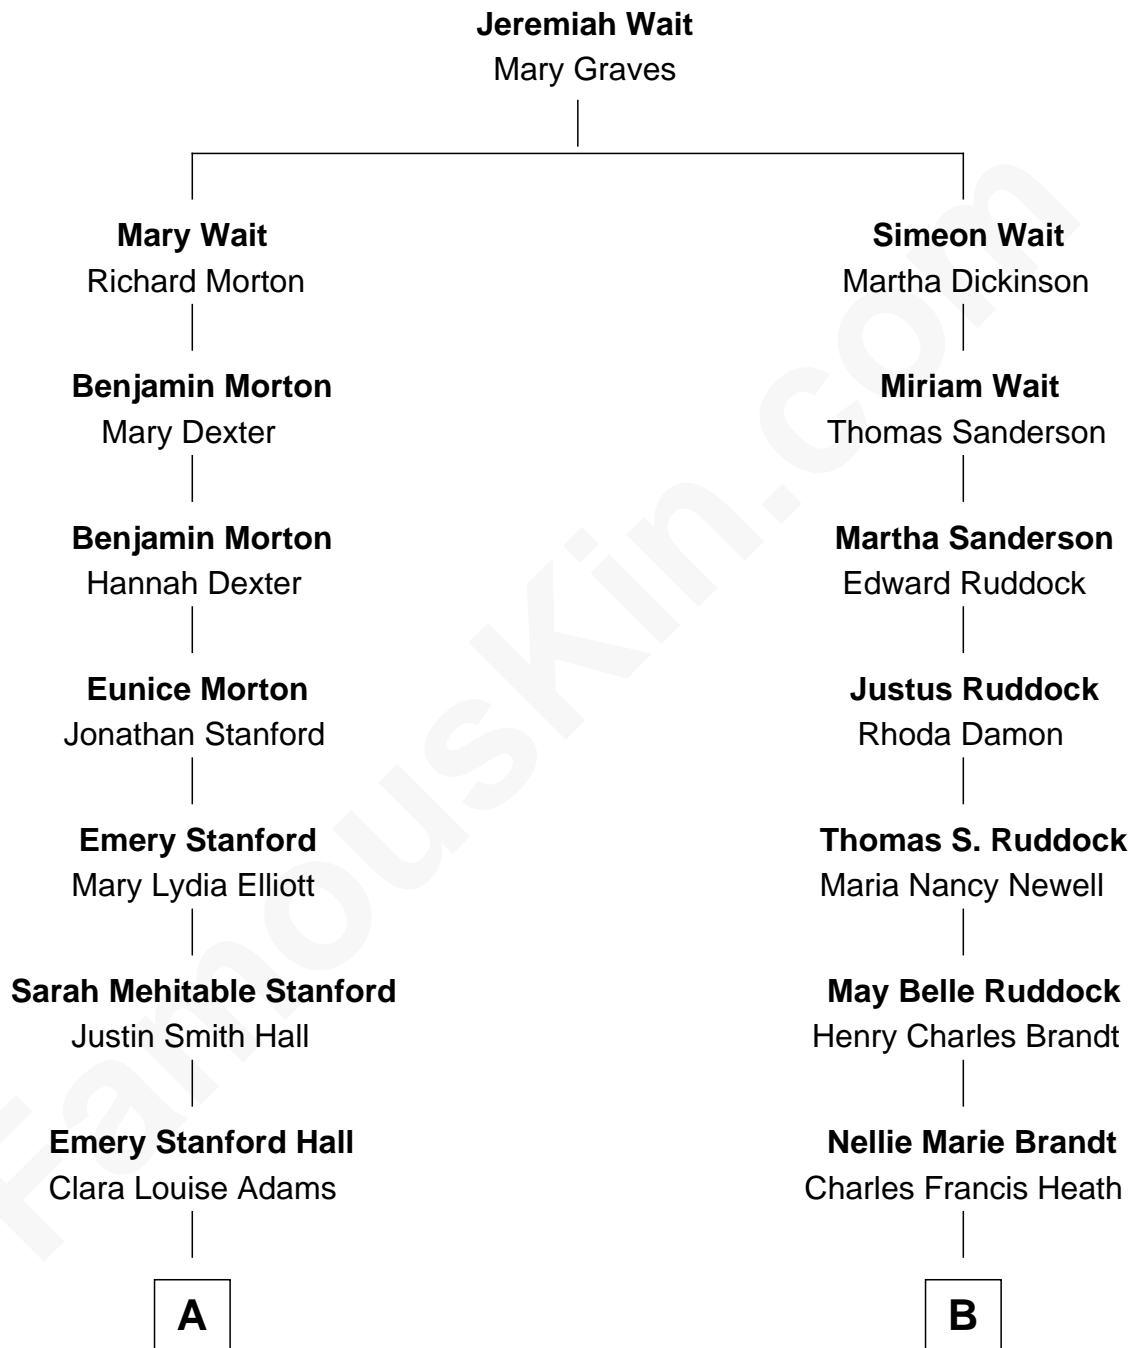 Jeremiah Wait
Mary Graves
Mary Wait
Richard Morton
Benjamin Morton
Mary Dexter
Benjamin Morton
Hannah Dexter
Eunice Morton
Jonathan Stanford
Emery Stanford
Mary Lydia Elliott
Sarah Mehitable Stanford
Justin Smith Hall
Emery Stanford Hall
Clara Louise Adams
A
Simeon Wait
Martha Dickinson
Miriam Wait
Thomas Sanderson
Martha Sanderson
Edward Ruddock
Justus Ruddock
Rhoda Damon
Thomas S. Ruddock
Maria Nancy Newell
May Belle Ruddock
Henry Charles Brandt
Nellie Marie Brandt
Charles Francis Heath
B
FamousKin.com